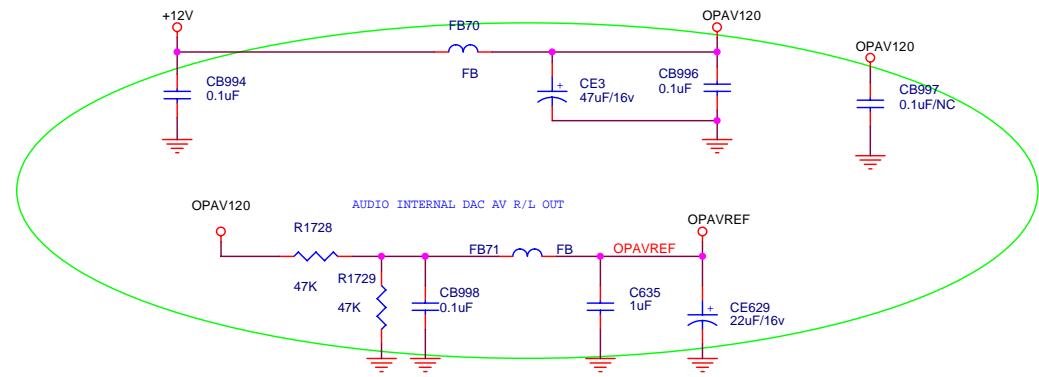 +12V
FB70
OPAV120
OPAV120
FB
CB994
0.1uF
CE3
47uF/16v
CB996
0.1uF
CB997
0.1uF/NC
+
OPAV120
AUDIO INTERNAL DAC AV R/L OUT
OPAVREF
R1728
FB71
FB
OPAVREF
47K
R1729
47K
CB998
0.1uF
C635
1uF
+
CE629
22uF/16v